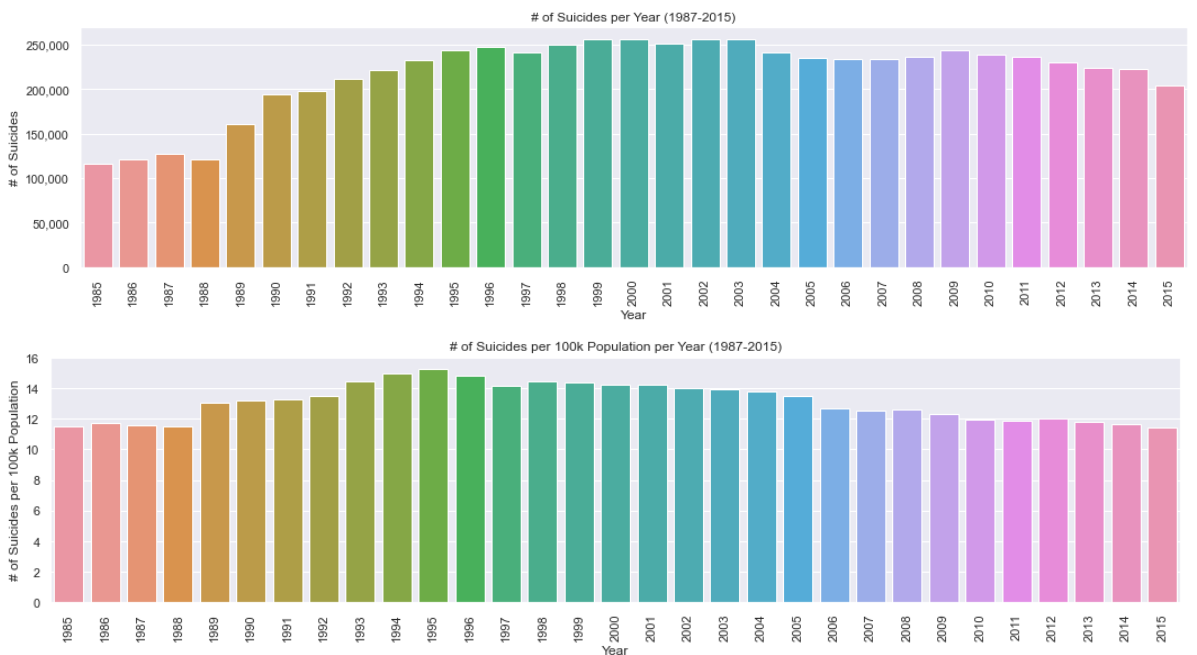 # of Suicides per Year (1987-2015)
250,000
200,000
150,000
100,000
50,000
0
# of Suicides
1985 1986 1987 1988 1989 1990 1991 1992 1993 1994 1995 1996 1997 1998 1999 2000 2001 2002 2003 2004 2005 2006 2007 2008 2009 2010 2011 2012 2013 2014 2015
Year
# of Suicides per 100k Population per Year (1987-2015)
16
14
12
10
8
6
4
2
0
# of Suicides per 100k Population
1985 1986 1987 1988 1989 1990 1991 1992 1993 1994 1995 1996 1997 1998 1999 2000 2001 2002 2003 2004 2005 2006 2007 2008 2009 2010 2011 2012 2013 2014 2015
Year